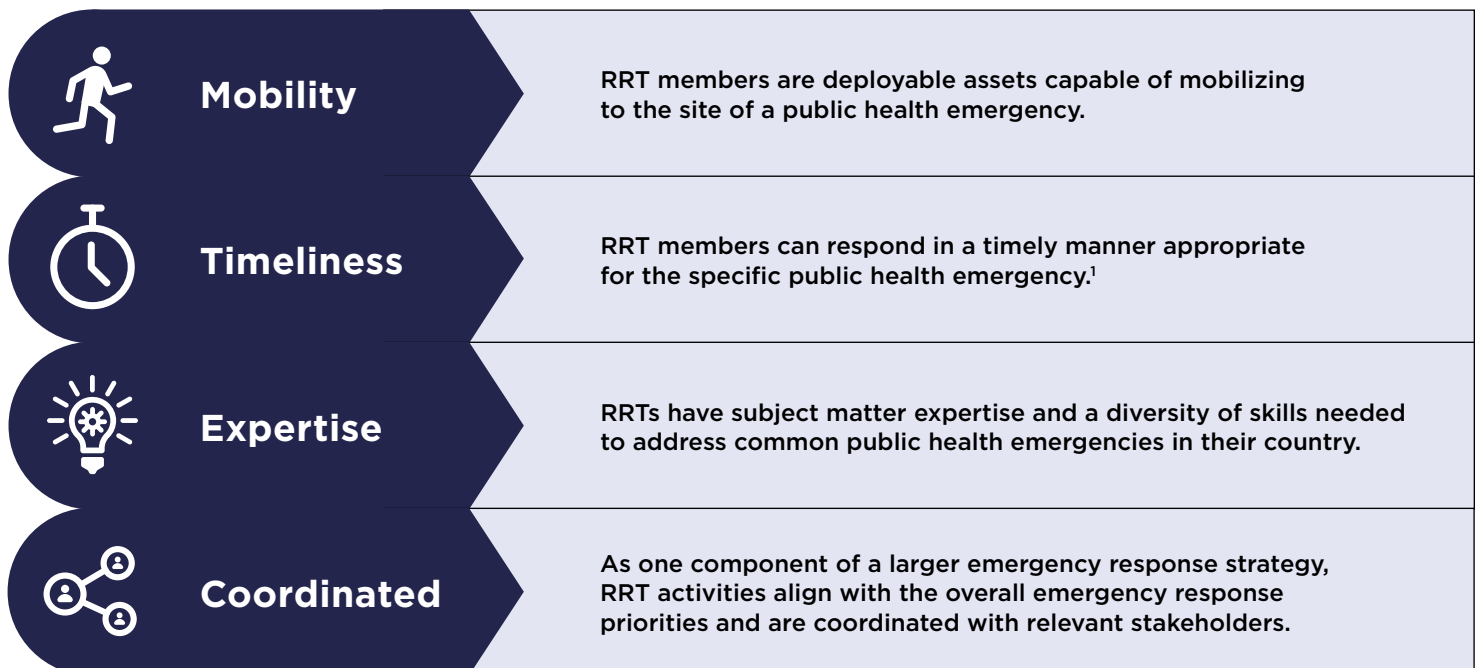 Mobility
RRT members are deployable assets capable of mobilizing
to the site of a public health emergency.
Timeliness
RRT members can respond in a timely manner appropriate
for the specific public health emergency.¹
Expertise
RRTs have subject matter expertise and a diversity of skills needed
to address common public health emergencies in their country.
Coordinated
As one component of a larger emergency response strategy,
RRT activities align with the overall emergency response
priorities and are coordinated with relevant stakeholders.